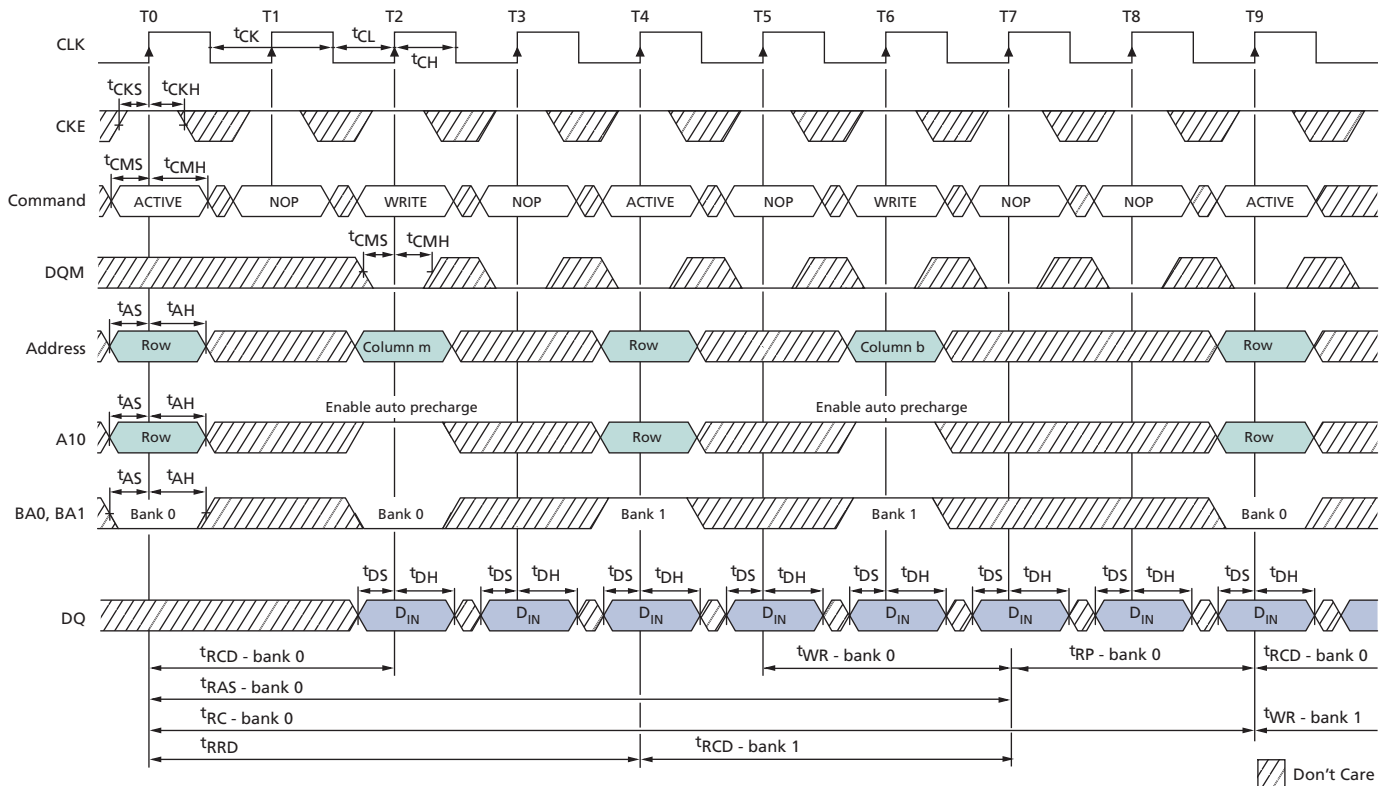 T0 T1 T2 T3 T4 T5 T6 T7 T8 T9
CLK tCK tCL tCH
tCKS tCKH
CKE
tCMS tCMH
Command ACTIVE NOP WRITE NOP ACTIVE NOP WRITE NOP NOP ACTIVE
tCMS tCMH
DQM
tAS tAH
Address Row Column m Row Column b Row
tAS tAH Enable auto precharge Enable auto precharge
A10 Row Row Row
tAS tAH
BA0, BA1 Bank 0 Bank 0 Bank 1 Bank 1 Bank 0
tDS tDH tDS tDH tDS tDH tDS tDH tDS tDH tDS tDH tDS tDH tDS tDH
DQ DIN DIN DIN DIN DIN DIN DIN DIN
tRCD - bank 0 tWR - bank 0 tRP - bank 0 tRCD - bank 0
tRAS - bank 0
tRC - bank 0 tWR - bank 1
tRRD tRCD - bank 1
Don't Care